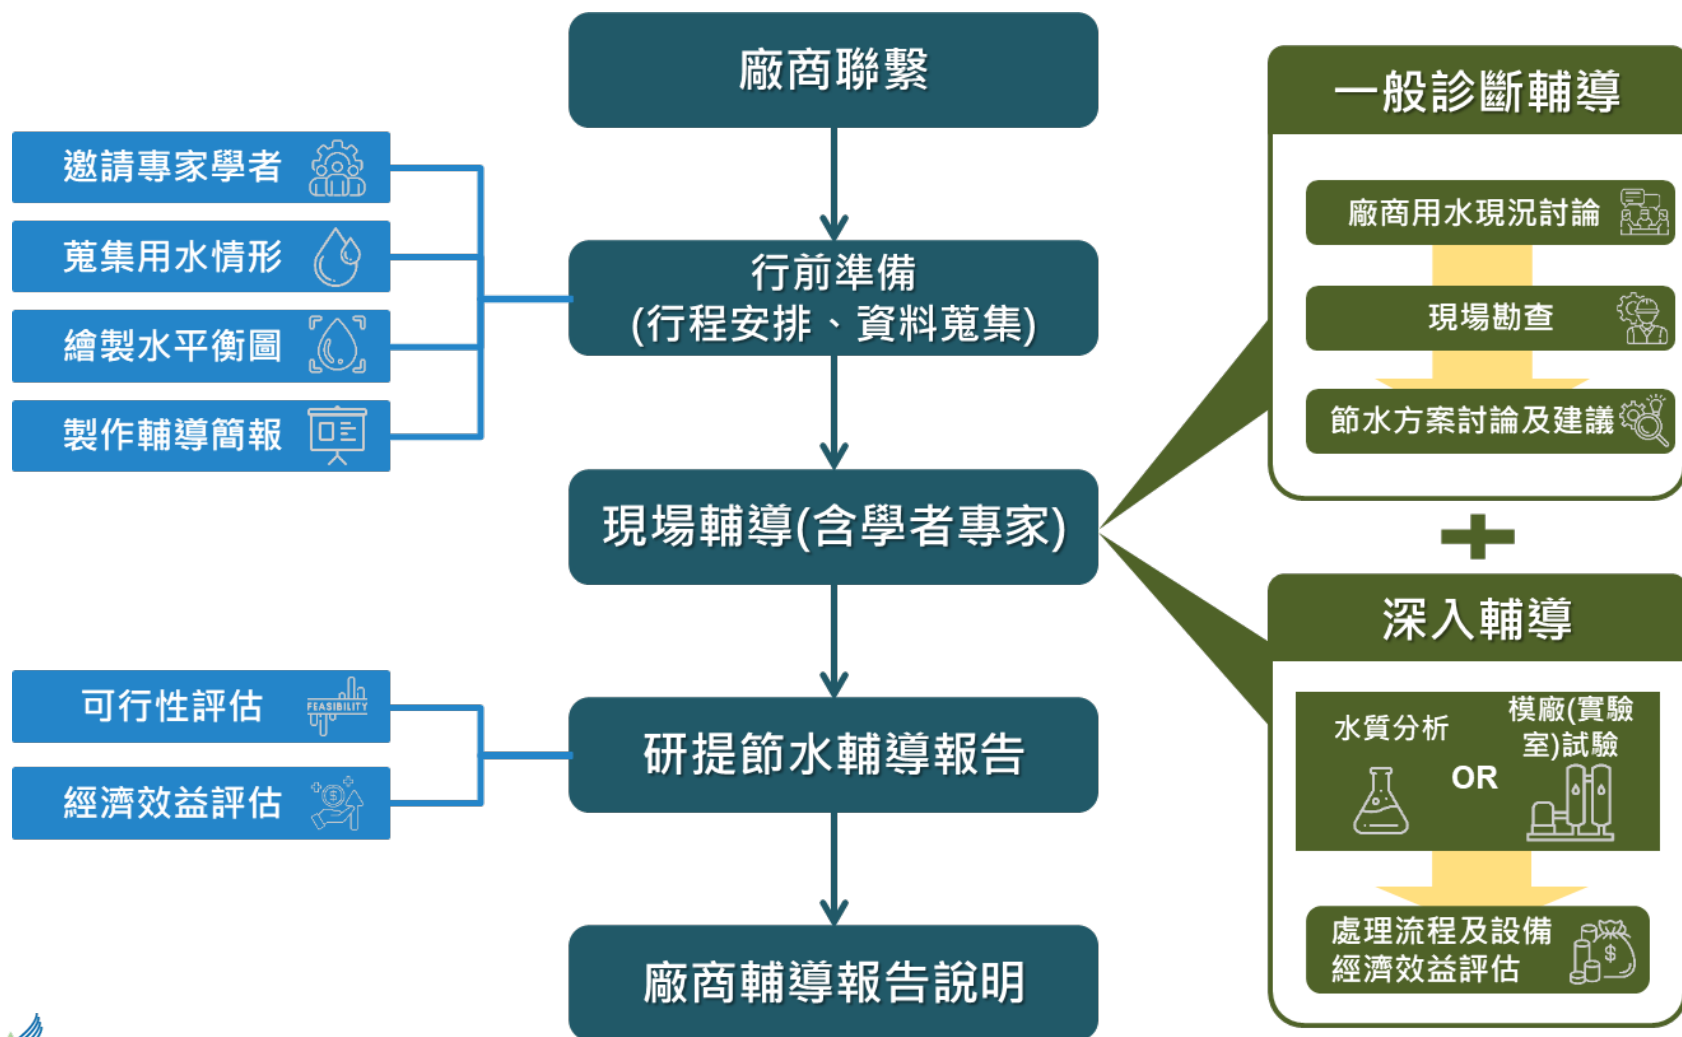 廠商聯繫
邀請專家學者
蒐集用水情形
繪製水平衡圖
製作輔導簡報
行前準備
(行程安排、資料蒐集)
現場輔導(含學者專家)
可行性評估
FEASIBILITY
經濟效益評估
研提節水輔導報告
廠商輔導報告說明
一般診斷輔導
廠商用水現況討論
現場勘查
節水方案討論及建議
深入輔導
水質分析
OR
模廠(實驗
室)試驗
處理流程及設備
經濟效益評估